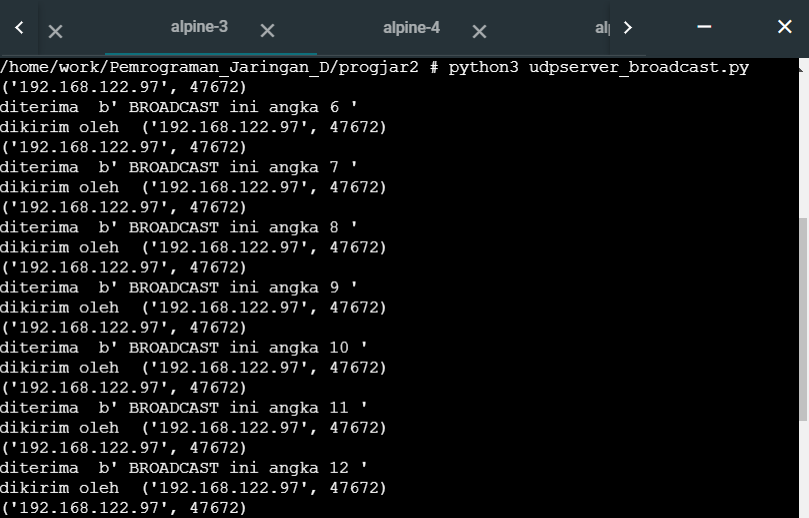 alpine-3 alpine-4 al
/home/work/Pemrograman_Jaringan_D/progjar2 # python3 udpserver_broadcast.py
('192.168.122.97', 47672)
diterima  b' BROADCAST ini angka 6 '
dikirim oleh  ('192.168.122.97', 47672)
('192.168.122.97', 47672)
diterima  b' BROADCAST ini angka 7 '
dikirim oleh  ('192.168.122.97', 47672)
('192.168.122.97', 47672)
diterima  b' BROADCAST ini angka 8 '
dikirim oleh  ('192.168.122.97', 47672)
('192.168.122.97', 47672)
diterima  b' BROADCAST ini angka 9 '
dikirim oleh  ('192.168.122.97', 47672)
('192.168.122.97', 47672)
diterima  b' BROADCAST ini angka 10 '
dikirim oleh  ('192.168.122.97', 47672)
('192.168.122.97', 47672)
diterima  b' BROADCAST ini angka 11 '
dikirim oleh  ('192.168.122.97', 47672)
('192.168.122.97', 47672)
diterima  b' BROADCAST ini angka 12 '
dikirim oleh  ('192.168.122.97', 47672)
('192.168.122.97', 47672)